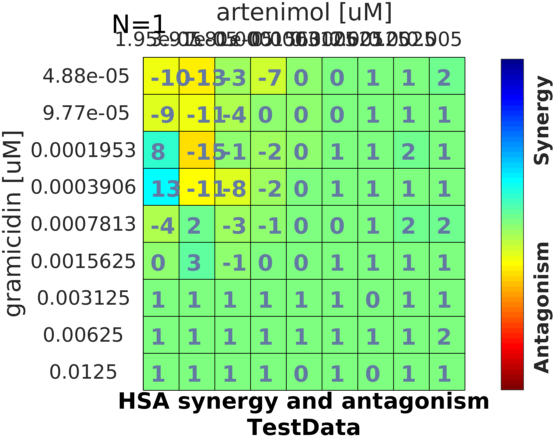 artenimol [uM]
N=1
4.88e-05 -10 -13 -3 -7 0 0 1 1 2
9.77e-05 -9 -11 -4 0 0 0 1 1 1
0.0001953 8 -15 -1 -2 0 1 1 2 1
0.0003906 13 -11 -8 -2 0 1 1 1 1
0.0007813 -4 2 -3 -1 0 0 1 2 2
0.0015625 0 3 -1 0 0 1 1 1 1
0.003125 1 1 1 1 1 1 0 1 1
0.00625 1 1 1 1 1 1 1 1 2
0.0125 1 1 1 1 0 1 0 1 1
gramicidin [uM]
Synergy
Antagonism
HSA synergy and antagonism
TestData